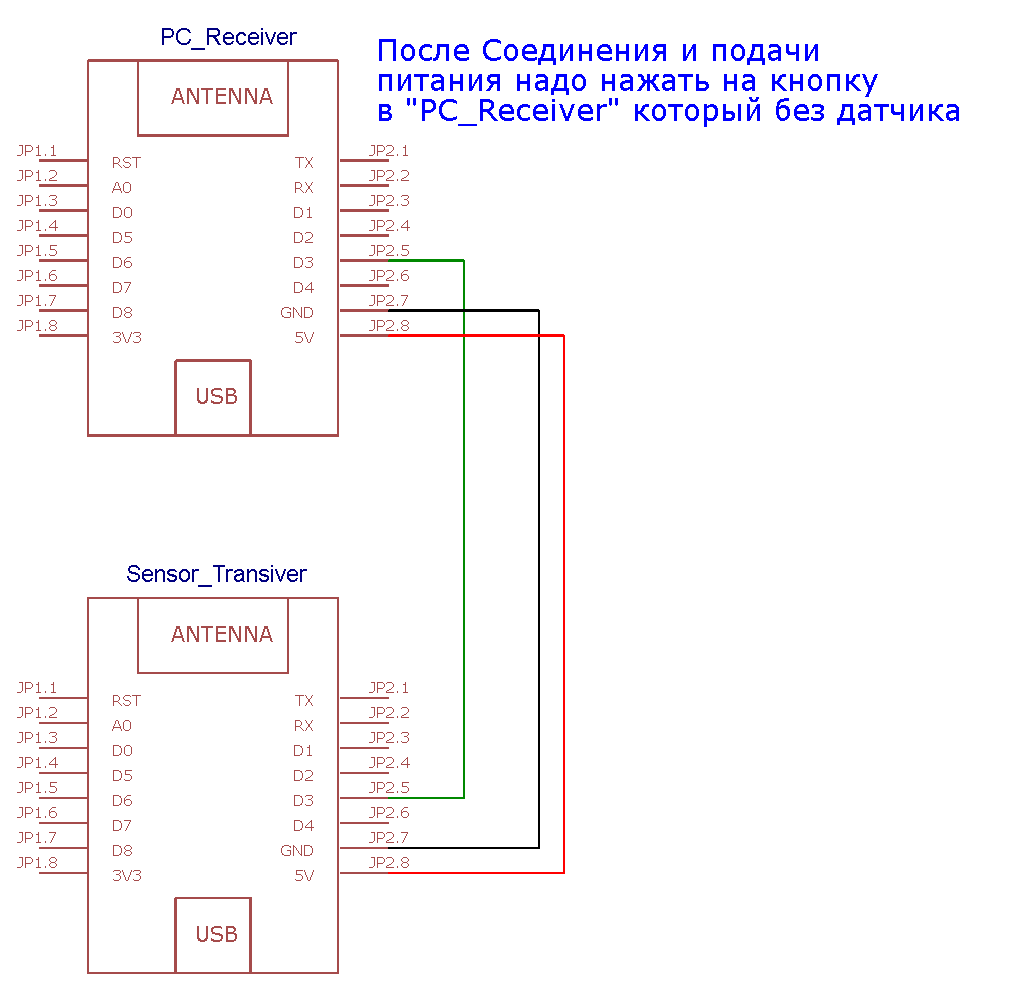 PC_Receiver
После Соединения и подачи
питания надо нажать на кнопку
в "PC_Receiver" который без датчика
ANTENNA
JP1.1 RST TX JP2.1
JP1.2 A0 RX JP2.2
JP1.3 D0 D1 JP2.3
JP1.4 D5 D2 JP2.4
JP1.5 D6 D3 JP2.5
JP1.6 D7 D4 JP2.6
JP1.7 D8 GND JP2.7
JP1.8 3V3 5V JP2.8
USB
Sensor_Transiver
ANTENNA
JP1.1 RST TX JP2.1
JP1.2 A0 RX JP2.2
JP1.3 D0 D1 JP2.3
JP1.4 D5 D2 JP2.4
JP1.5 D6 D3 JP2.5
JP1.6 D7 D4 JP2.6
JP1.7 D8 GND JP2.7
JP1.8 3V3 5V JP2.8
USB